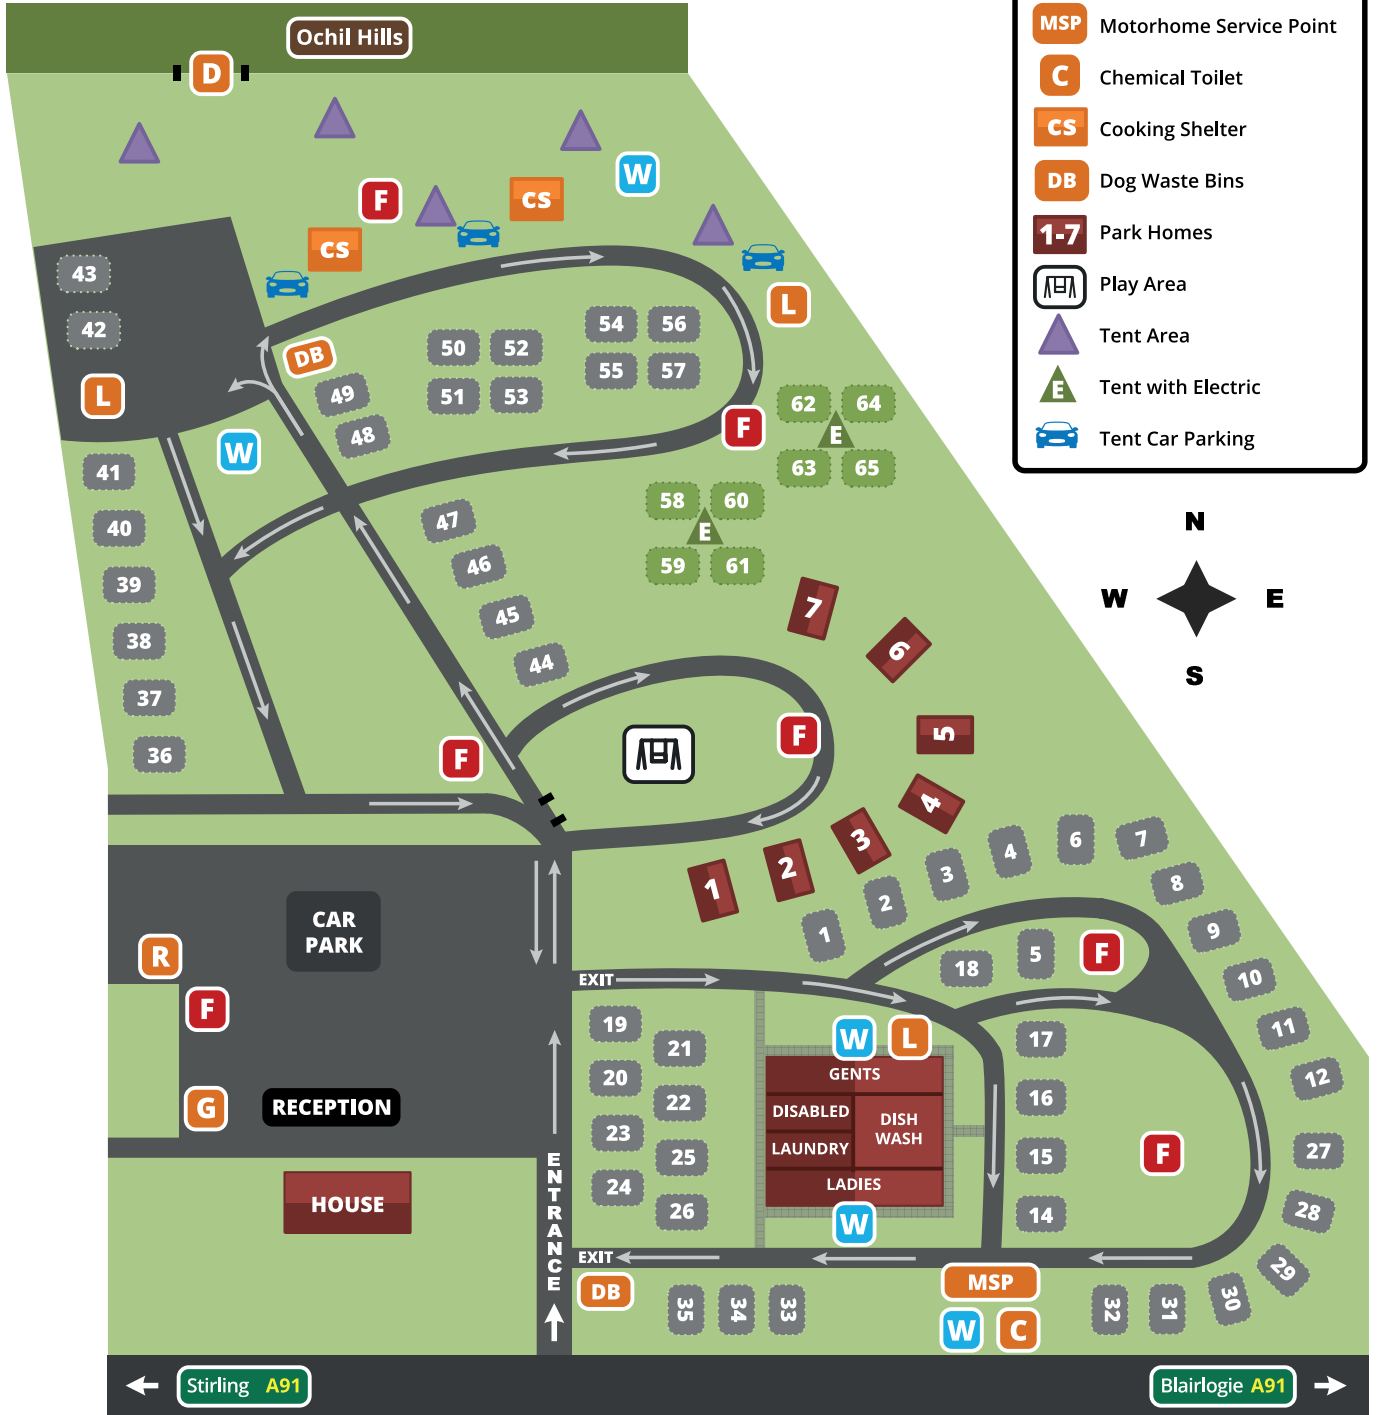 Ochil Hills
D
MSP Motorhome Service Point
C Chemical Toilet
CS Cooking Shelter
DB Dog Waste Bins
1-7 Park Homes
Play Area
Tent Area
E Tent with Electric
Tent Car Parking
N
W E
S
W
F
CS
CS
43
42
L
L
DB
54 56
50 52
55 57
49
51 53
48
W
F
62 64
E
63 65
41
40
39
38
37
36
58 60
E
59 61
47
46
45
44
7
6
5
4
3
2
1
F
F
CAR
PARK
R
F
G
RECEPTION
HOUSE
1
2
3
4
6
7
8
9
10
11
12
18
5
F
EXIT
19
21
20
22
23
25
24
26
W L
GENTS
DISABLED
DISH
WASH
LAUNDRY
LADIES
W
17
16
15
14
F
27
28
29
30
31
32
ENTRANCE
EXIT
DB
35
34
33
MSP
W C
Stirling A91
Blairlogie A91